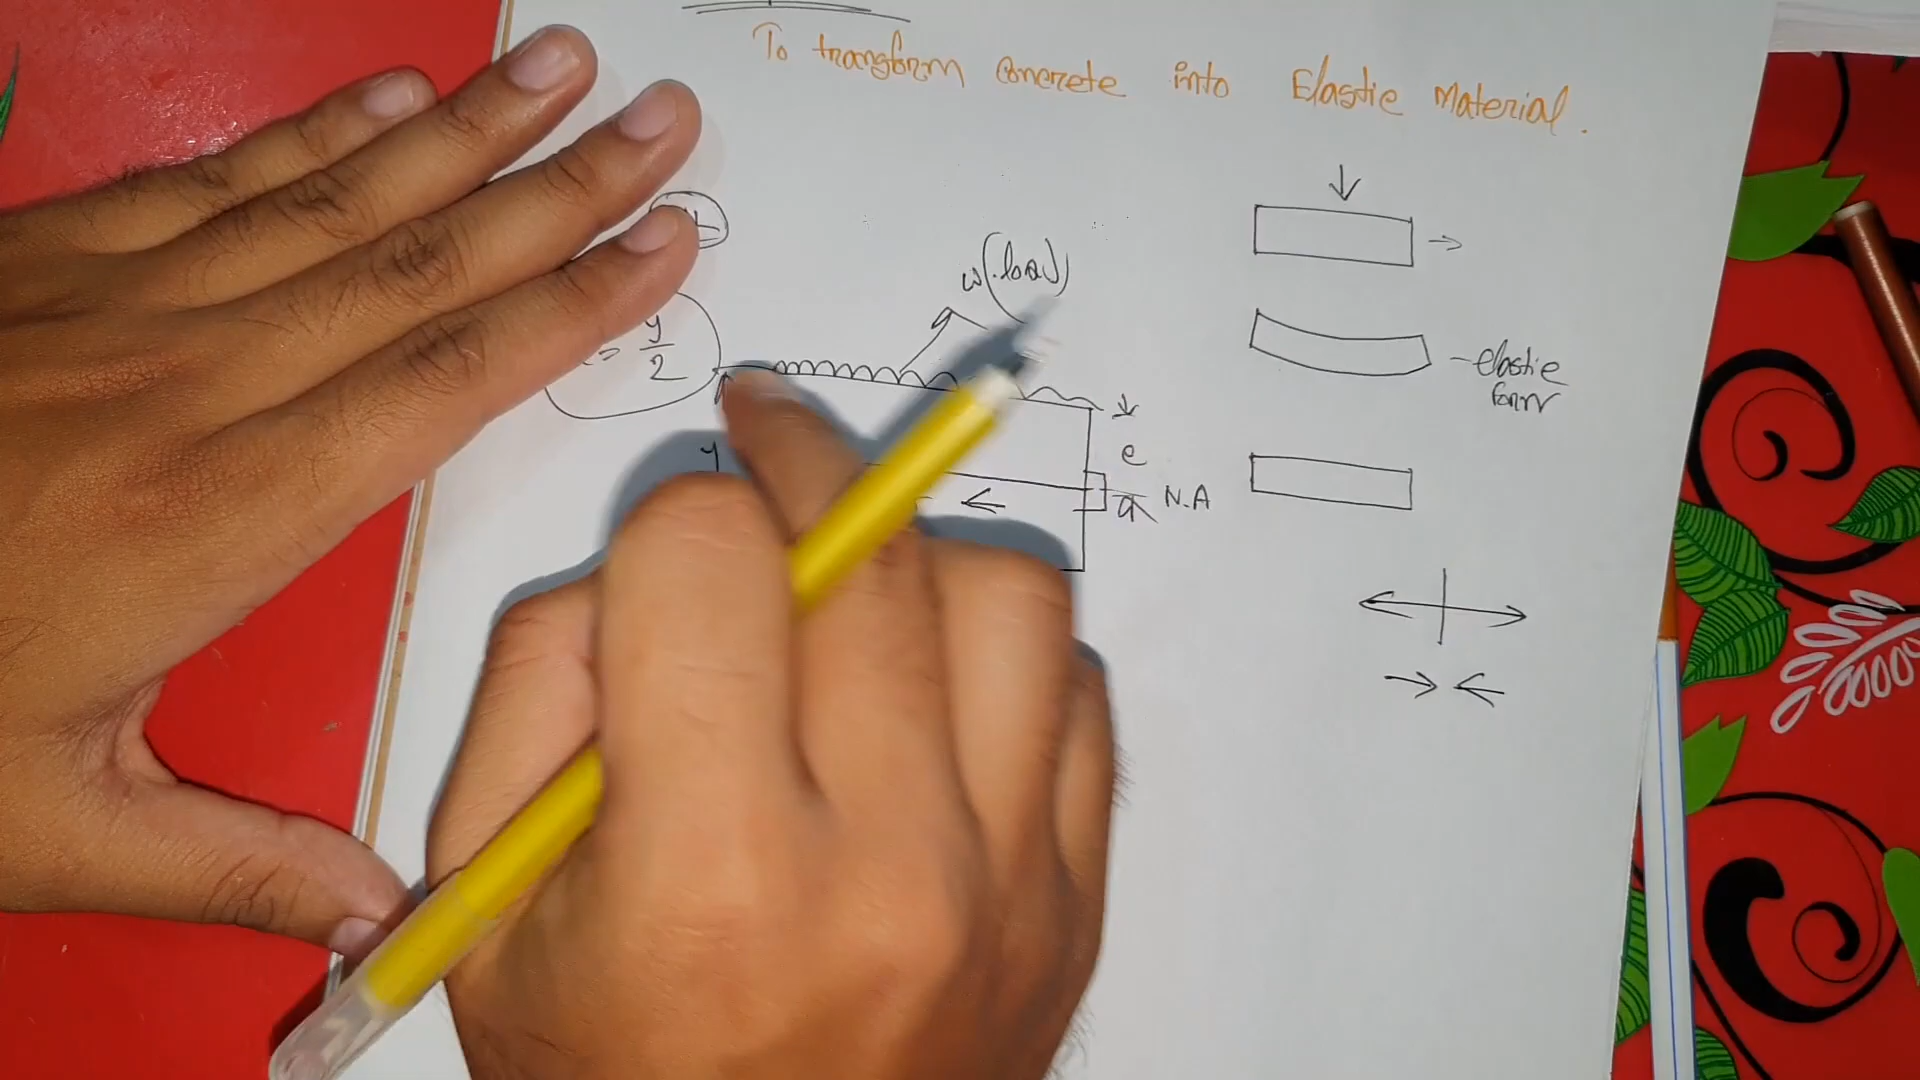 To transform Concrete into Elastic Material.
w(load)
= y/2
e
y
N.A
- elastic
form